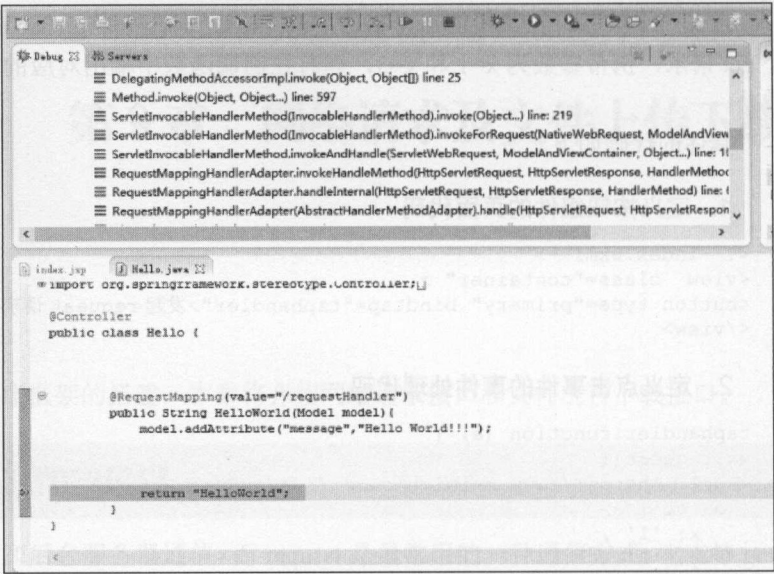 Debug
Servers
DelegatingMethodAccessorImpl.invoke(Object, Object[]) line: 25
Method.invoke(Object, Object...) line: 597
ServletInvocableHandlerMethod(InvocableHandlerMethod).invoke(Object...) line: 219
ServletInvocableHandlerMethod(InvocableHandlerMethod).invokeForRequest(NativeWebRequest, ModelAndView
ServletInvocableHandlerMethod.invokeAndHandle(ServletWebRequest, ModelAndViewContainer, Object...) line: 10
RequestMappingHandlerAdapter.invokeHandleMethod(HttpServletRequest, HttpServletResponse, HandlerMethod
RequestMappingHandlerAdapter.handleInternal(HttpServletRequest, HttpServletResponse, HandlerMethod) line:
RequestMappingHandlerAdapter(AbstractHandlerMethodAdapter).handle(HttpServletRequest, HttpServletRespon
index.jsp
Hello.java
import org.springframework.stereotype.Controller;
@Controller
public class Hello {
@RequestMapping(value="/requestHandler")
public String HelloWorld(Model model){
model.addAttribute("message","Hello World!!!");
return "HelloWorld";
}
}